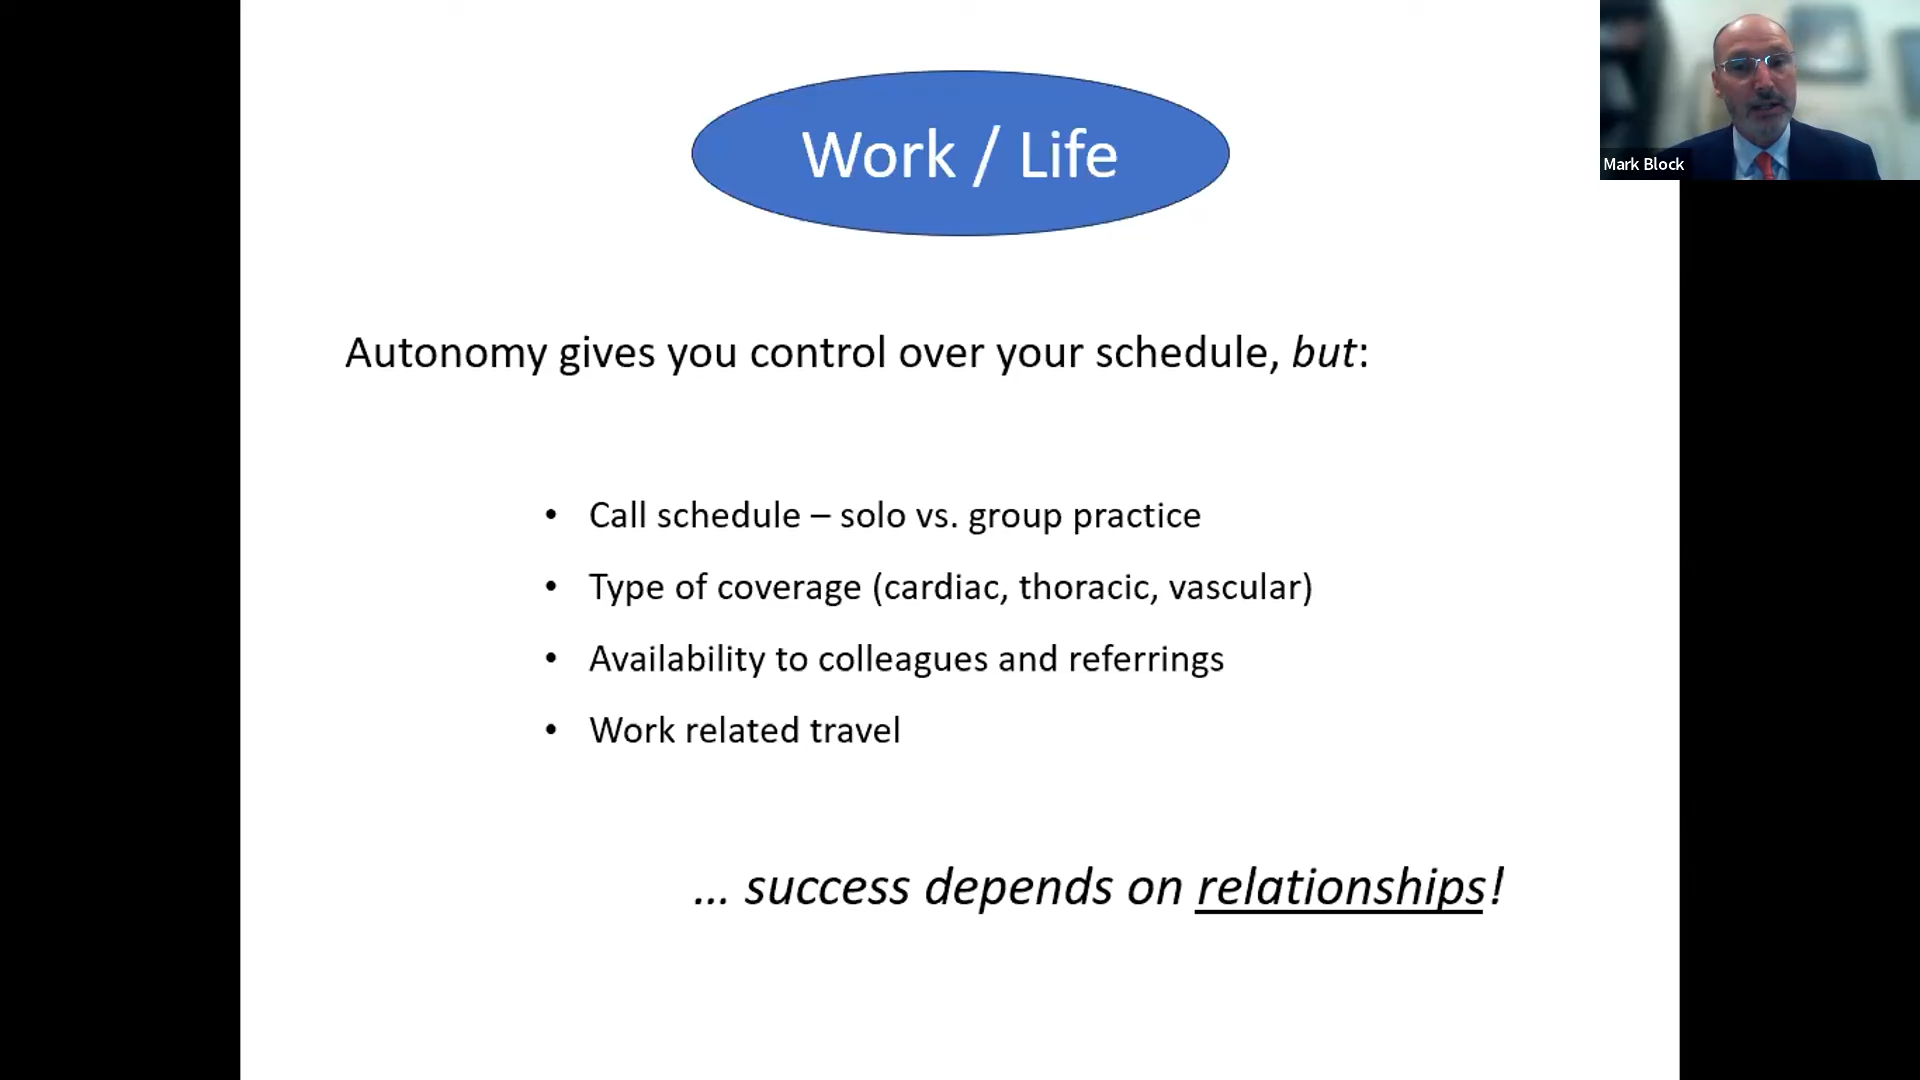 Work / Life
Mark Block
Autonomy gives you control over your schedule, but:
• Call schedule – solo vs. group practice
• Type of coverage (cardiac, thoracic, vascular)
• Availability to colleagues and referrings
• Work related travel
... success depends on relationships!